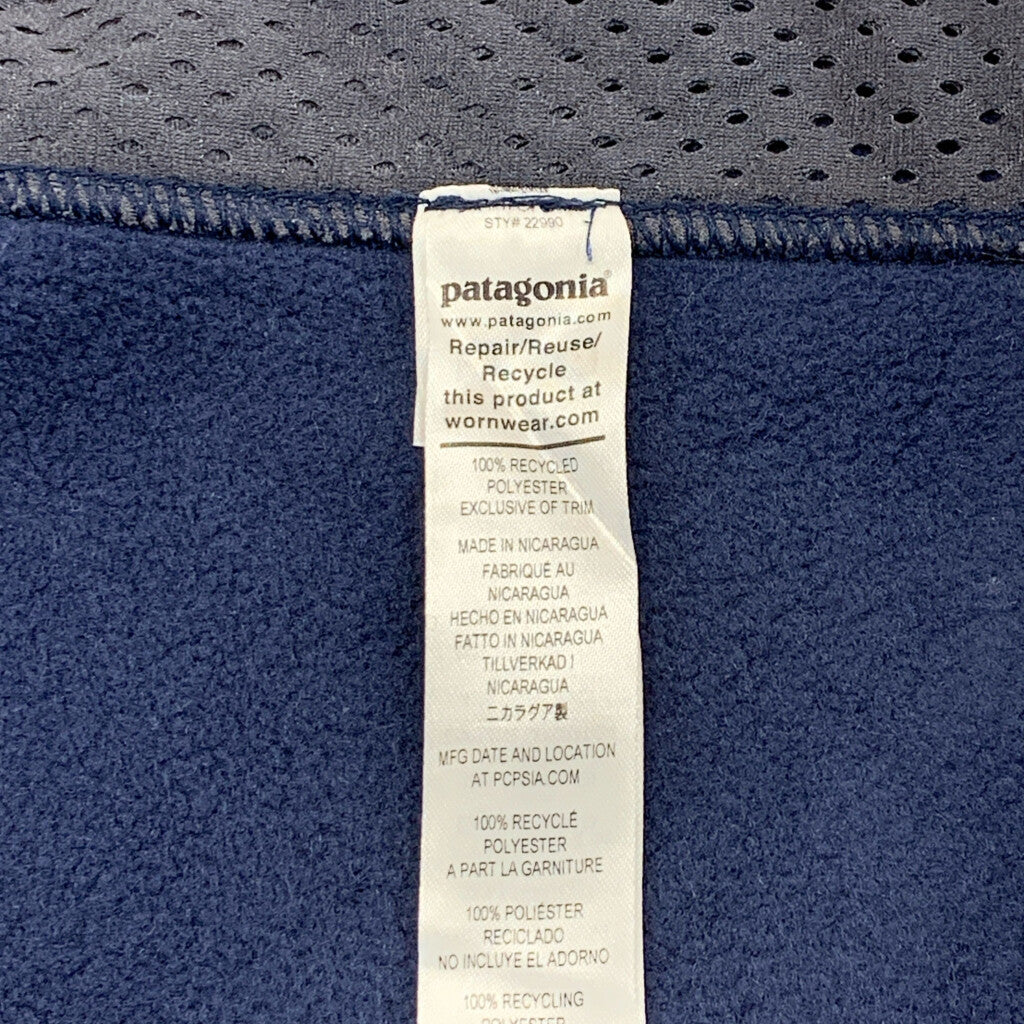 STY# 22990
patagonia®
www.patagonia.com
Repair/Reuse/
Recycle
this product at
wornwear.com
100% RECYCLED
POLYESTER
EXCLUSIVE OF TRIM
MADE IN NICARAGUA
FABRIQUÉ AU
NICARAGUA
HECHO EN NICARAGUA
FATTO IN NICARAGUA
TILLVERKAD I
NICARAGUA
ニカラグア製
MFG DATE AND LOCATION
AT PCPSIA.COM
100% RECYCLÉ
POLYESTER
A PART LA GARNITURE
100% POLIÉSTER
RECICLADO
NO INCLUYE EL ADORNO
100% RECYCLING
POLYESTER